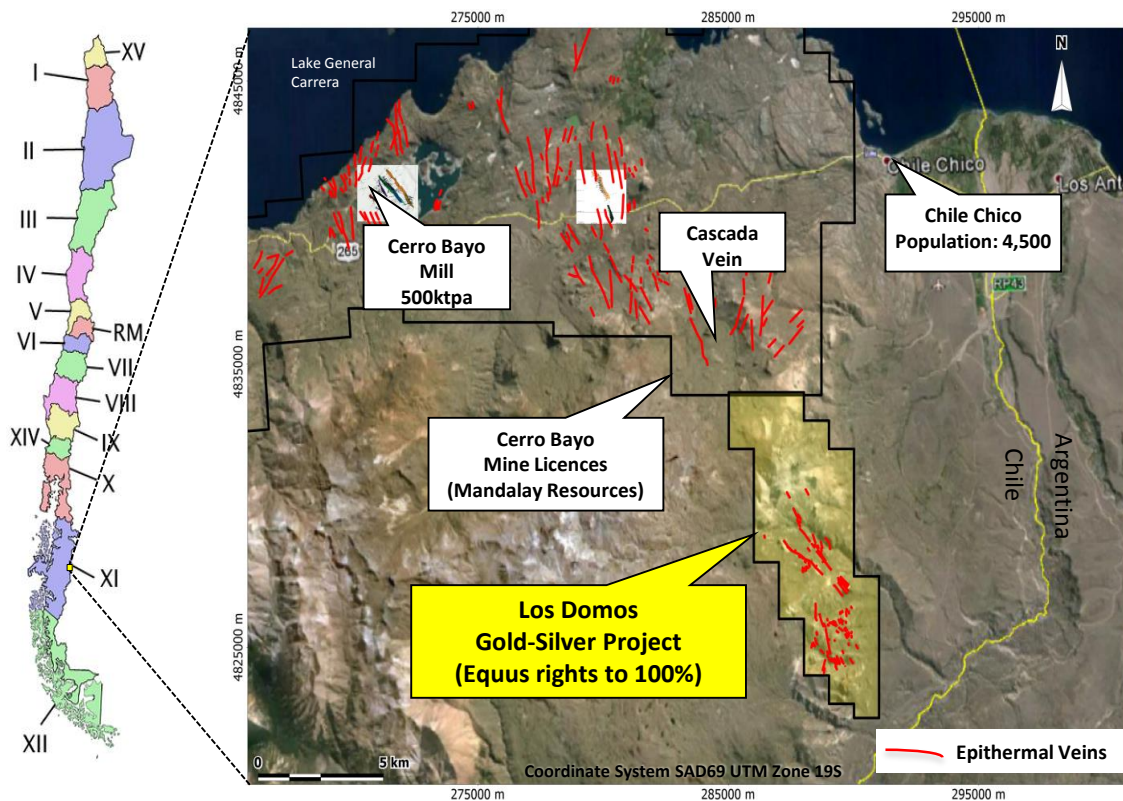 275000 m
285000 m
295000 m
XV
I
II
III
IV
V
RM
VI
VII
VIII
IX
XIV
X
XI
XII
4845000 m
4835000 m
4825000 m
Lake General
Carrera
N
Chile Chico
Los Ant
Chile Chico
Population: 4,500
Cerro Bayo
Mill
500ktpa
265
Cascada
Vein
RP43
Cerro Bayo
Mine Licences
(Mandalay Resources)
Chile
Argentina
Los Domos
Gold-Silver Project
(Equus rights to 100%)
Epithermal Veins
0
5 km
Coordinate System SAD69 UTM Zone 19S
275000 m
285000 m
295000 m